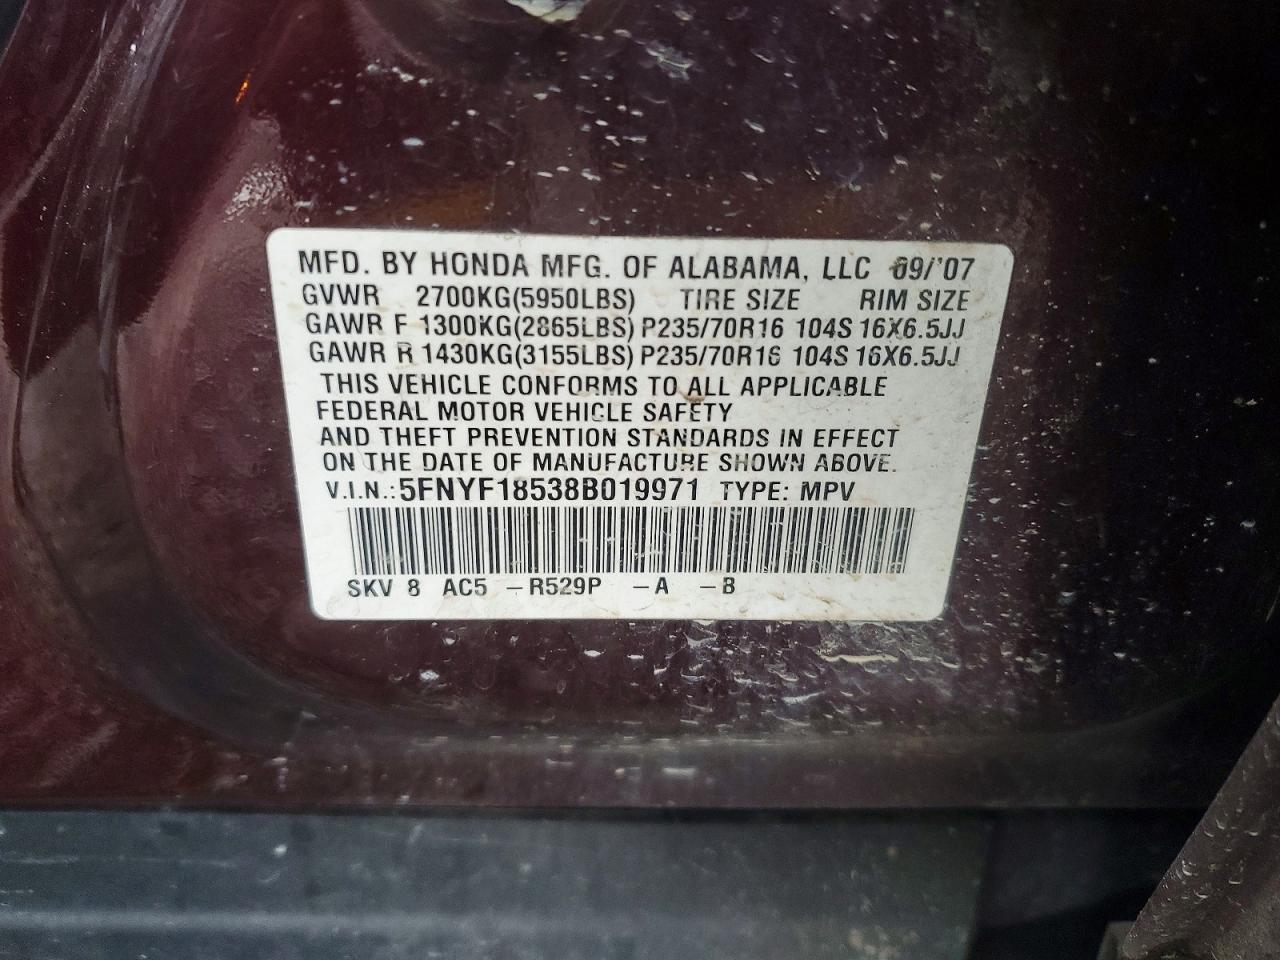 MFD. BY HONDA MFG. OF ALABAMA, LLC 09/'07
GVWR 2700KG(5950LBS) TIRE SIZE RIM SIZE
GAWR F 1300KG(2865LBS) P235/70R16 104S 16X6.5JJ
GAWR R 1430KG(3155LBS) P235/70R16 104S 16X6.5JJ
THIS VEHICLE CONFORMS TO ALL APPLICABLE
FEDERAL MOTOR VEHICLE SAFETY
AND THEFT PREVENTION STANDARDS IN EFFECT
ON THE DATE OF MANUFACTURE SHOWN ABOVE.
V.I.N.: 5FNYF18538B019971 TYPE: MPV
SKV 8 AC5 - R529P - A - B